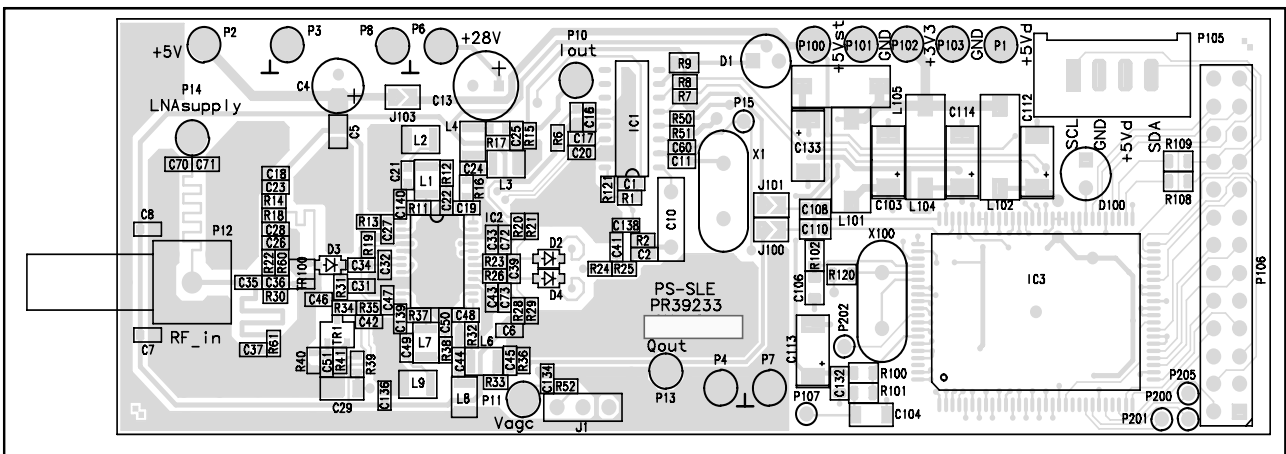 P2
P3
P8
P6
P10
D1
P100
P101
P102
P103
P1
P105
+5V
+28V
Iout
+5Vst
GND
+3V3
GND
+5Vd
R9
R8
R7
C4
J103
C13
P14
LNAsupply
C5
L2
L4
R17
C25
R15
R6
C16
C17
C20
IC1
R50
R51
C60
C11
P15
X1
C133
L105
C114
C112
SCL
GND
+5Vd
SDA
R109
R108
C70
C71
C21
L1
R12
C24
L3
C18
C23
R14
R18
C28
C26
R22
R60
C140
R11
C22
R16
C19
R121
C1
R1
C10
J101
J100
C108
C110
L101
C103
L104
L102
D100
C8
P12
R13
C27
R19
D3
C34
C32
C31
IC2
C33
C72
R20
R21
R23
R26
C39
D2
D4
C138
C41
R2
C2
R24
R25
R102
X100
R120
C106
IC3
P106
C35
C36
R30
TR100
C46
R31
R34
R35
C42
C47
C139
R37
C50
C48
C43
C73
R28
R29
C6
PS-SLE
PR39233
C7
RF_in
C37
R61
TR1
R40
C51
R41
R39
C49
L7
R38
R32
C44
L6
C45
R36
Qout
P202
C113
C29
C136
L9
L8
R33
P11
Vagc
C134
R52
J1
P13
P4
P7
P107
C132
R100
R101
C104
P205
P200
P201